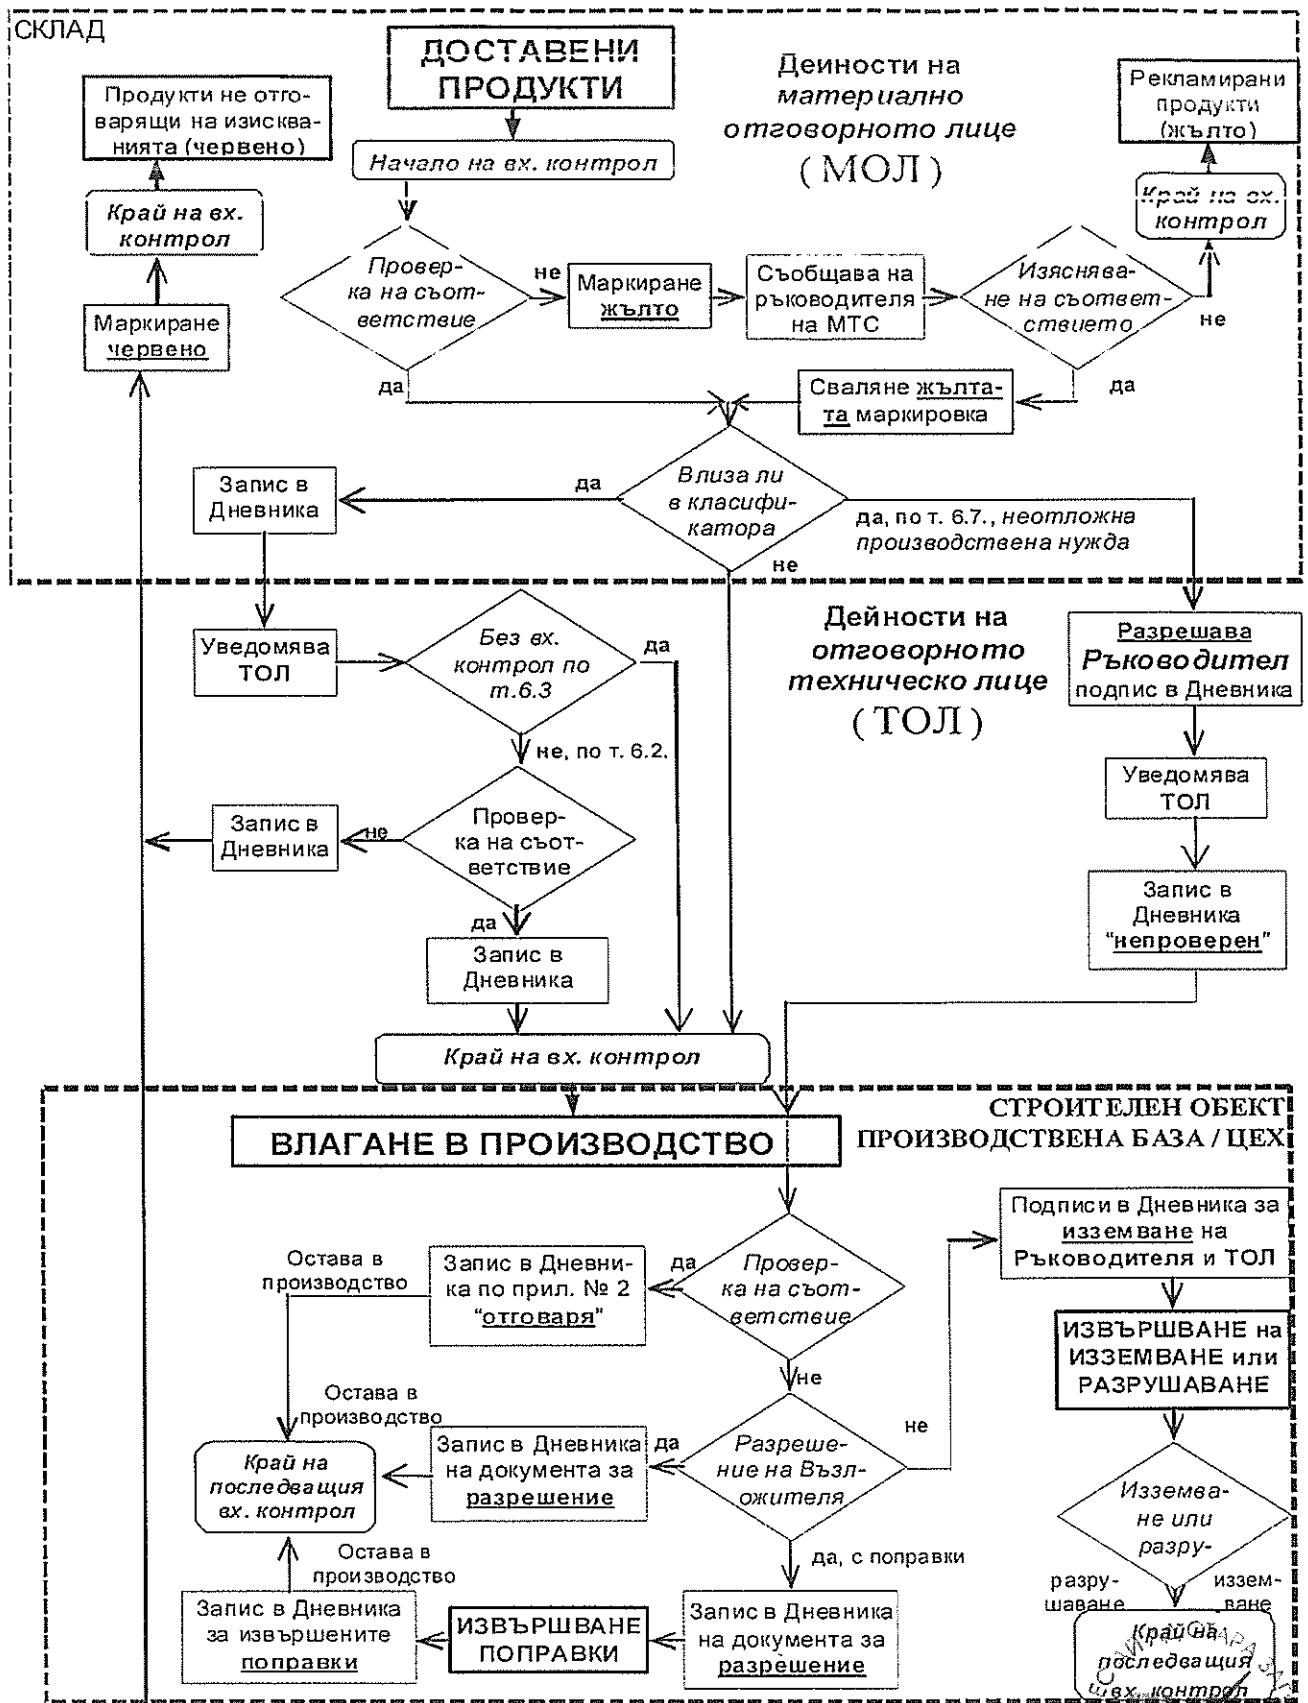 СКЛАД
ДОСТАВЕНИ
ПРОДУКТИ
Деиности на
материално
отговорното лице
( МОЛ )
Рекламирани
продукти
(жълто)
Продукти не отго-
варящи на изисква-
нията (червено)
Начало на вх. контрол
Край на вх.
контрол
Край на вх.
контрол
Провер-
ка на съот-
ветствие
не
Маркиране
жълто
Съобщава на
ръководителя
на МТС
Изяснява-
не на съответ-
ствието
не
Маркиране
червено
да
Сваляне жълта-
та маркировка
да
Влиза ли
в класифи-
катора
да
Запис в
Дневника
да, по т. 6.7., неотложна
производствена нужда
не
Уведомява
ТОЛ
Без вх.
контрол по
т.6.3
да
Дейности на
отговорното
техническо лице
( ТОЛ )
Разрешава
Ръководител
подпис в Дневника
не, по т. 6.2.
Уведомява
ТОЛ
Запис в
Дневника
не
Провер-
ка на съот-
ветствие
да
Запис в
Дневника
"непроверен"
Запис в
Дневника
Край на вх. контрол
СТРОИТЕЛЕН ОБЕКТ
ПРОИЗВОДСТВЕНА БАЗА / ЦЕХ
ВЛАГАНЕ В ПРОИЗВОДСТВО
Подписи в Дневника за
изземване на
Ръководителя и ТОЛ
Остава в
производство
Запис в Дневни-
ка по прил. № 2
"отговаря"
да
Провер-
ка на съот-
ветствие
не
ИЗВЪРШВАНЕ на
ИЗЗЕМВАНЕ или
РАЗРУШАВАНЕ
Остава в
производство
Край на
последващия
вх. контрол
Запис в Дневника
на документа за
разрешение
да
Разреше-
ние на Възл-
ожителя
не
Изземва-
не или
разру-
да, с поправки
Остава в
производство
разру-
шаване
иззем-
ване
Запис в Дневника
за извършените
поправки
ИЗВЪРШВАНЕ
ПОПРАВКИ
Запис в Дневника
на документа за
разрешение
Край на
последващия
вх. контрол